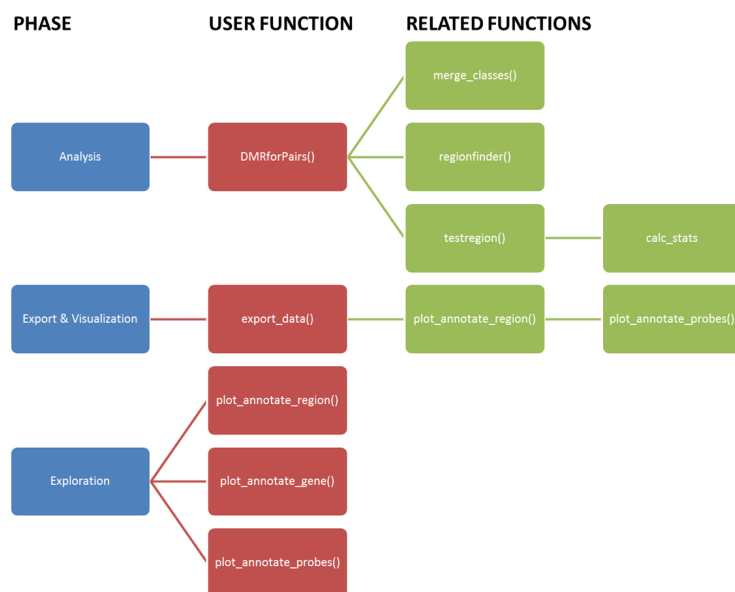 PHASE
USER FUNCTION
RELATED FUNCTIONS
merge_classes()
Analysis
DMRforPairs()
regionfinder()
testregion()
calc_stats
Export & Visualization
export_data()
plot_annotate_region()
plot_annotate_probes()
plot_annotate_region()
Exploration
plot_annotate_gene()
plot_annotate_probes()